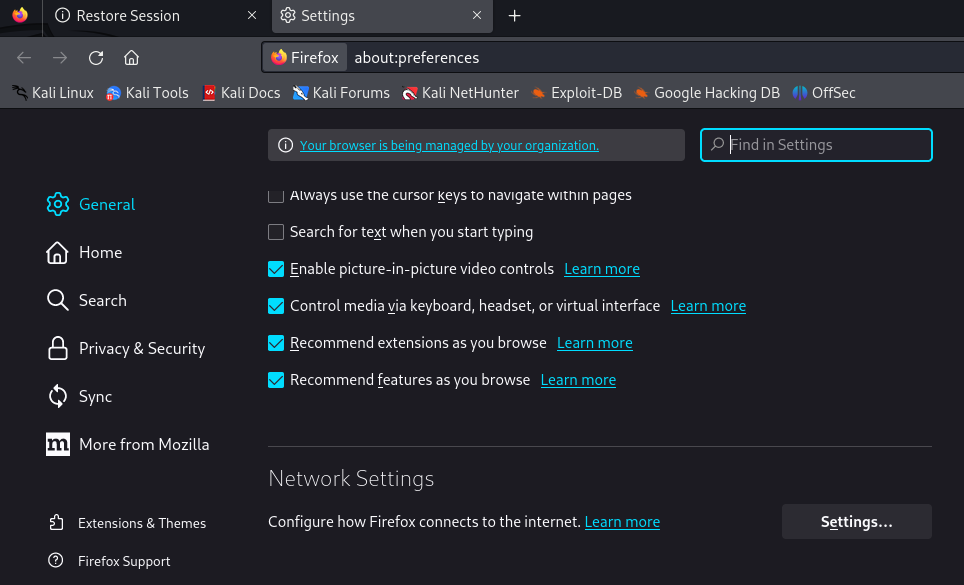 Restore Session
Settings
Firefox about:preferences
Kali Linux Kali Tools Kali Docs Kali Forums Kali NetHunter Exploit-DB Google Hacking DB OffSec
Your browser is being managed by your organization.
Find in Settings
General
Home
Search
Privacy & Security
Sync
More from Mozilla
Extensions & Themes
Firefox Support
Always use the cursor keys to navigate within pages
Search for text when you start typing
Enable picture-in-picture video controls Learn more
Control media via keyboard, headset, or virtual interface Learn more
Recommend extensions as you browse Learn more
Recommend features as you browse Learn more
Network Settings
Configure how Firefox connects to the internet. Learn more
Settings...